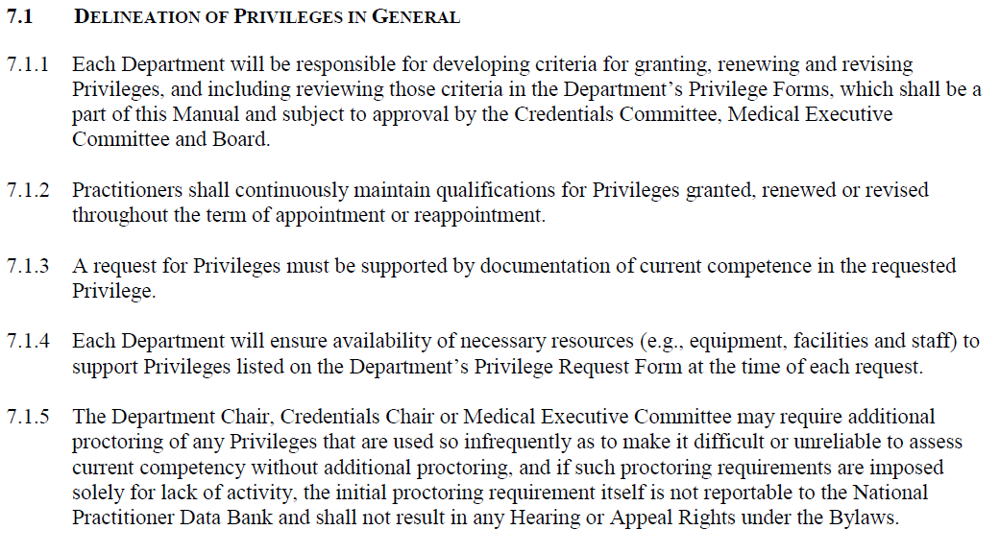 7.1 DELINEATION OF PRIVILEGES IN GENERAL
7.1.1 Each Department will be responsible for developing criteria for granting, renewing and revising
Privileges, and including reviewing those criteria in the Department’s Privilege Forms, which shall be a
part of this Manual and subject to approval by the Credentials Committee, Medical Executive
Committee and Board.
7.1.2 Practitioners shall continuously maintain qualifications for Privileges granted, renewed or revised
throughout the term of appointment or reappointment.
7.1.3 A request for Privileges must be supported by documentation of current competence in the requested
Privilege.
7.1.4 Each Department will ensure availability of necessary resources (e.g., equipment, facilities and staff) to
support Privileges listed on the Department’s Privilege Request Form at the time of each request.
7.1.5 The Department Chair, Credentials Chair or Medical Executive Committee may require additional
proctoring of any Privileges that are used so infrequently as to make it difficult or unreliable to assess
current competency without additional proctoring, and if such proctoring requirements are imposed
solely for lack of activity, the initial proctoring requirement itself is not reportable to the National
Practitioner Data Bank and shall not result in any Hearing or Appeal Rights under the Bylaws.